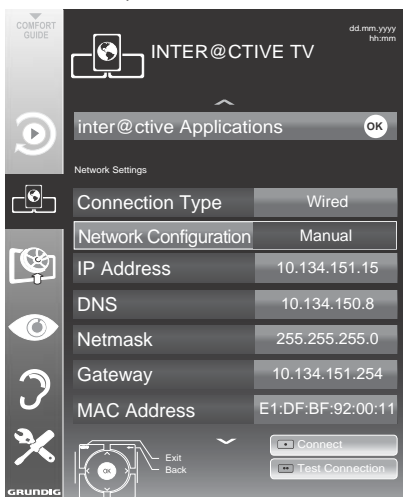 COMFORT
GUIDE
dd.mm.yyyy
hh:mm
INTER@CTIVE TV
inter@ctive Applications OK
Network Settings
Connection Type Wired
Network Configuration Manual
IP Address 10.134.151.15
DNS 10.134.150.8
Netmask 255.255.255.0
Gateway 10.134.151.254
MAC Address E1:DF:BF:92:00:11
Exit
Back
OK
Connect
Test Connection
GRUNDIG